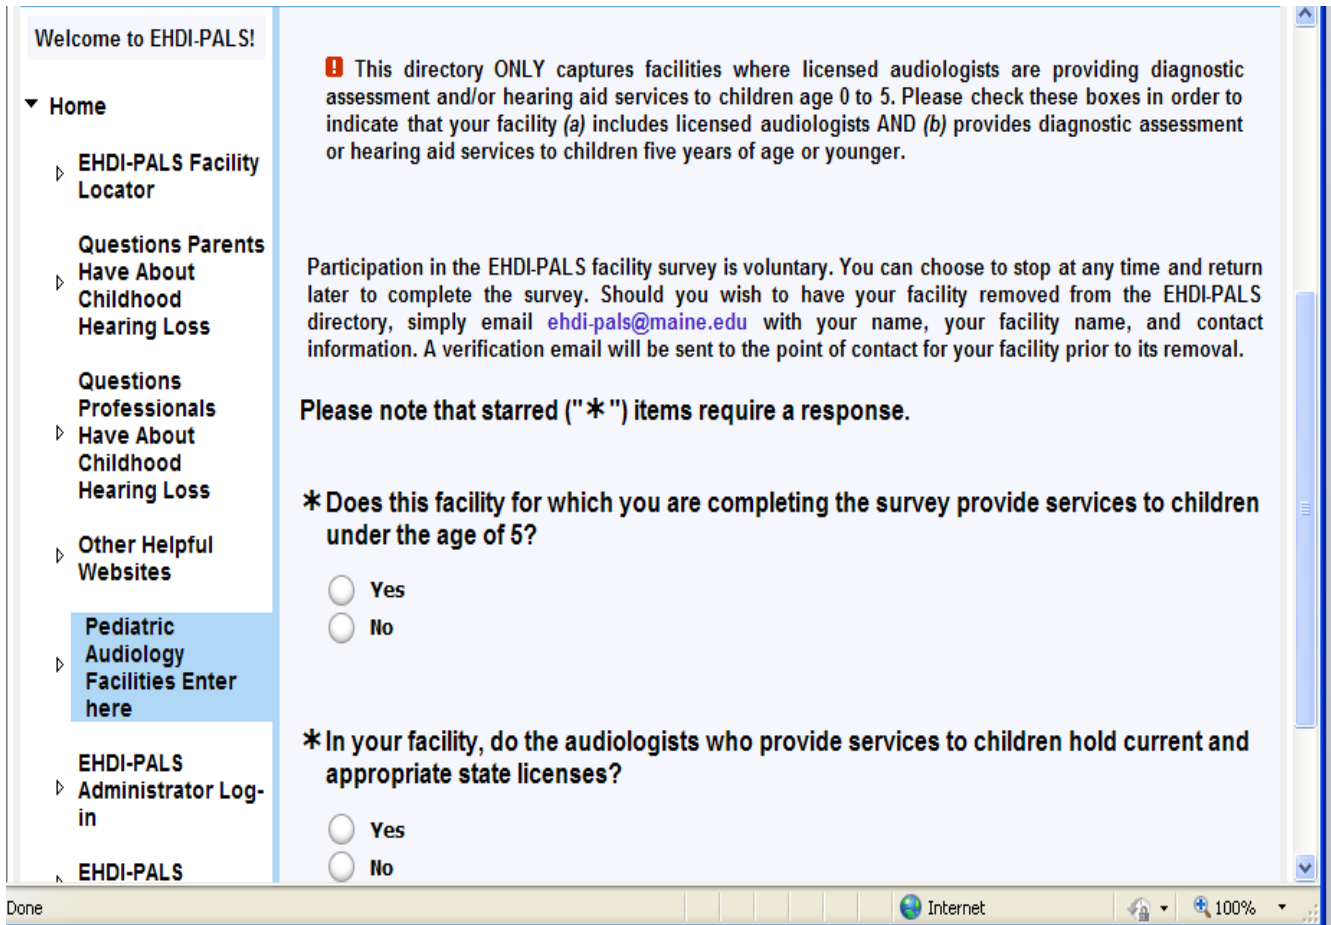 Welcome to EHDI-PALS!
Home
EHDI-PALS Facility
Locator
Questions Parents
Have About
Childhood
Hearing Loss
Questions
Professionals
Have About
Childhood
Hearing Loss
Other Helpful
Websites
Pediatric
Audiology
Facilities Enter
here
EHDI-PALS
Administrator Log-
in
EHDI-PALS
! This directory ONLY captures facilities where licensed audiologists are providing diagnostic
assessment and/or hearing aid services to children age 0 to 5. Please check these boxes in order to
indicate that your facility (a) includes licensed audiologists AND (b) provides diagnostic assessment
or hearing aid services to children five years of age or younger.
Participation in the EHDI-PALS facility survey is voluntary. You can choose to stop at any time and return
later to complete the survey. Should you wish to have your facility removed from the EHDI-PALS
directory, simply email ehdi-pals@maine.edu with your name, your facility name, and contact
information. A verification email will be sent to the point of contact for your facility prior to its removal.
Please note that starred ("*") items require a response.
*Does this facility for which you are completing the survey provide services to children
under the age of 5?
Yes
No
*In your facility, do the audiologists who provide services to children hold current and
appropriate state licenses?
Yes
No
Done
Internet
100%